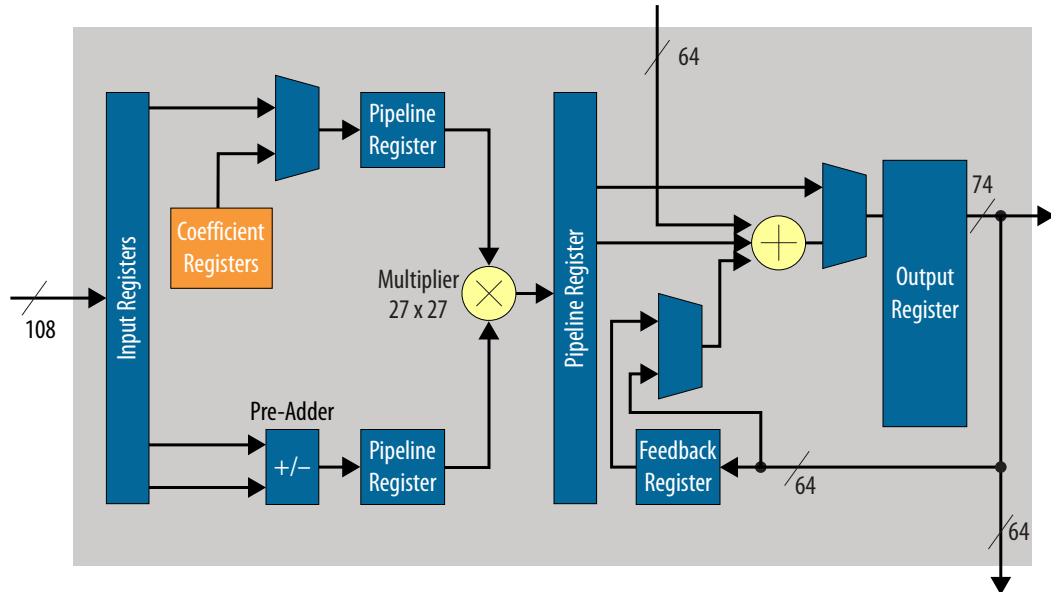 64
Pipeline
Register
Coefficient
Registers
Input Registers
108
Multiplier
27 x 27
Pre-Adder
+/−
Pipeline
Register
Pipeline Register
74
Output
Register
Feedback
Register
64
64